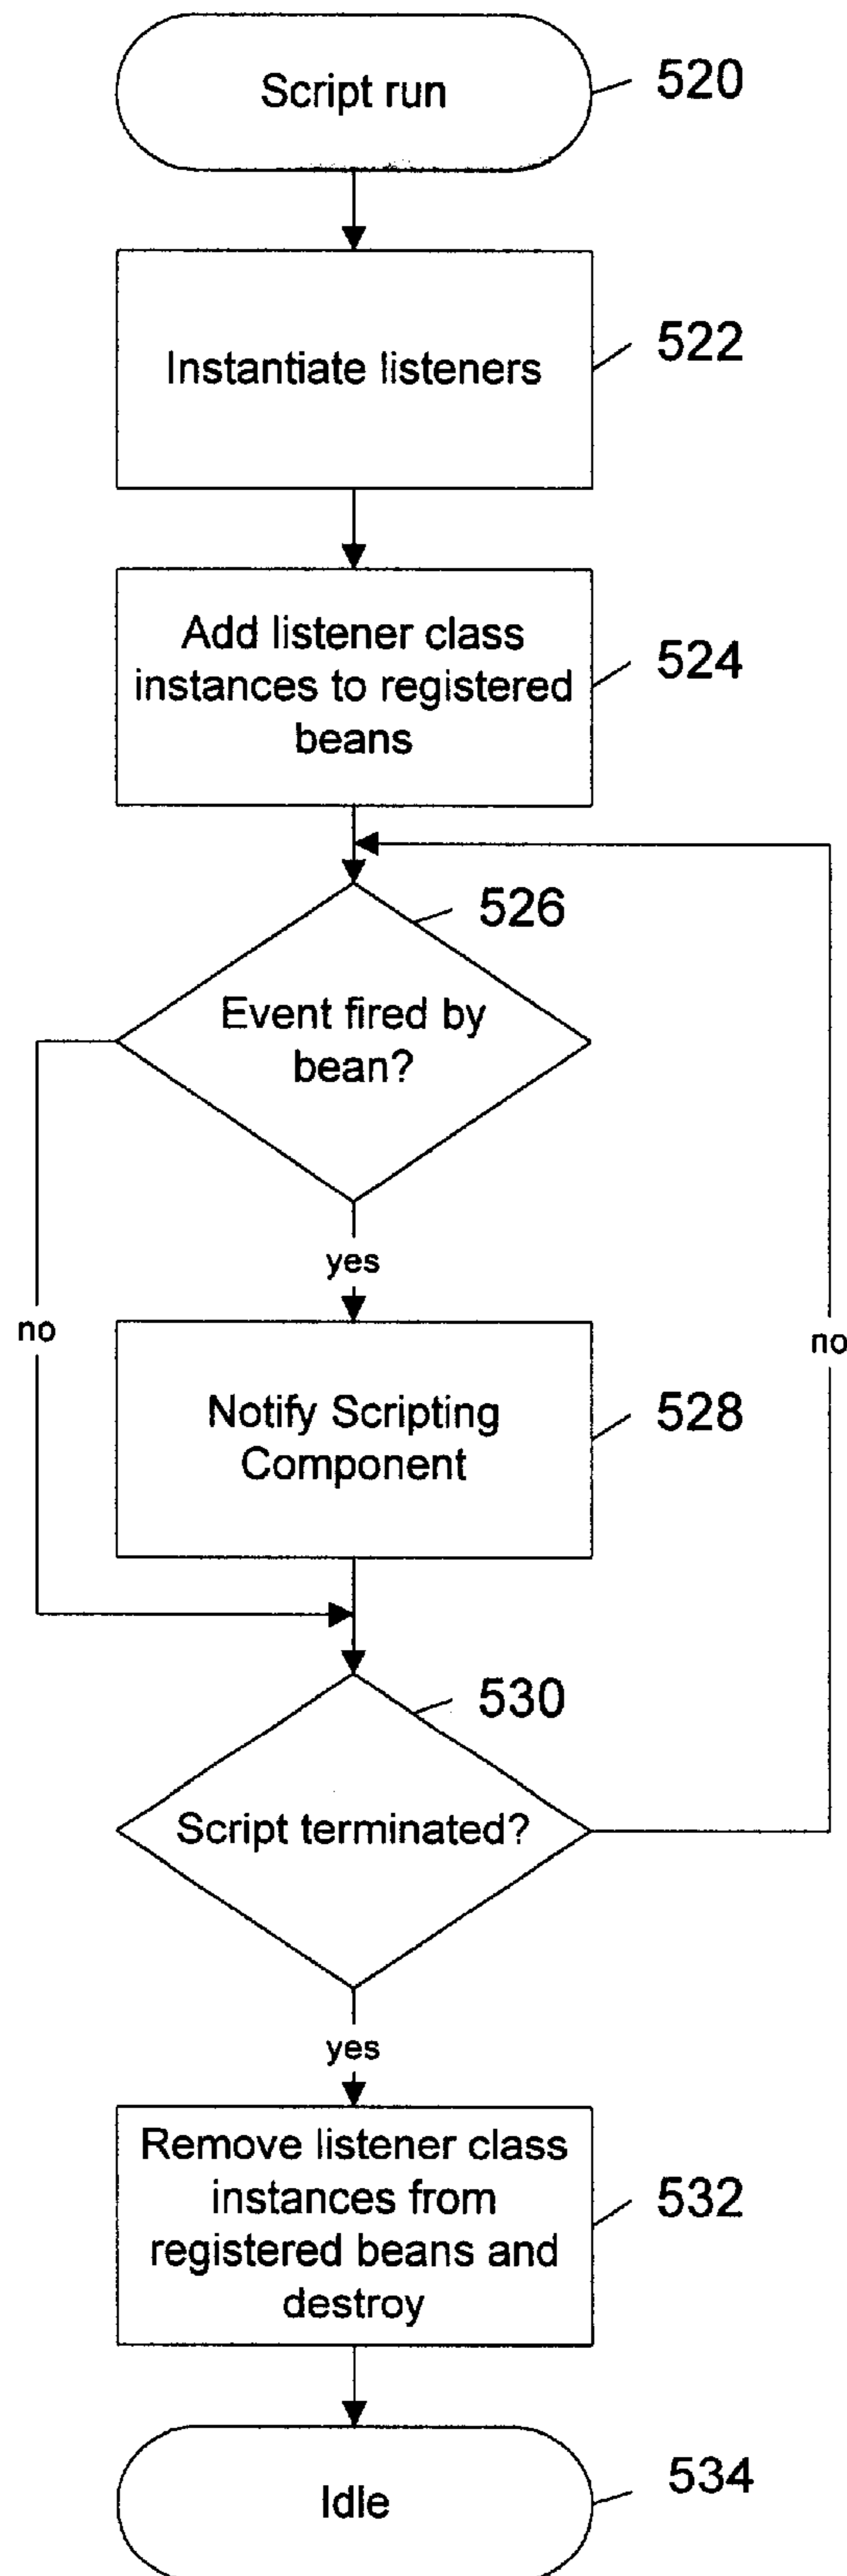 Script run
520
Instantiate listeners
522
Add listener class
instances to registered
beans
524
526
Event fired by
bean?
yes
no
no
Notify Scripting
Component
528
530
Script terminated?
yes
Remove listener class
instances from
registered beans and
destroy
532
Idle
534